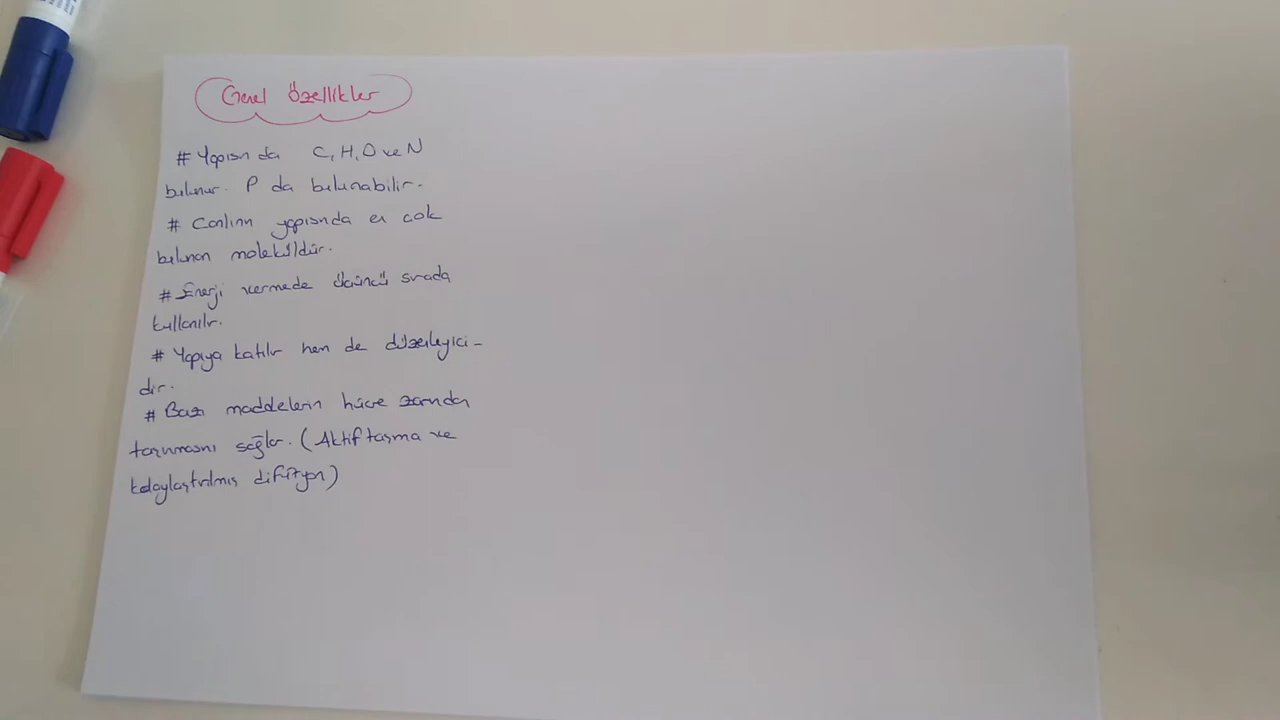 Genel Özellikler
# Yapısında C, H, O ve N
bulunur. P da bulunabilir.
# Canlının yapısında en çok
bulunan moleküldür.
# Enerji vermede üçüncü sırada
kullanılır.
# Yapıya katılır hem de düzenleyici-
dir.
# Bazı maddelerin hücre zarında
taşınmasını sağlar. (Aktif taşıma ve
kolaylaştırılmış difüzyon)